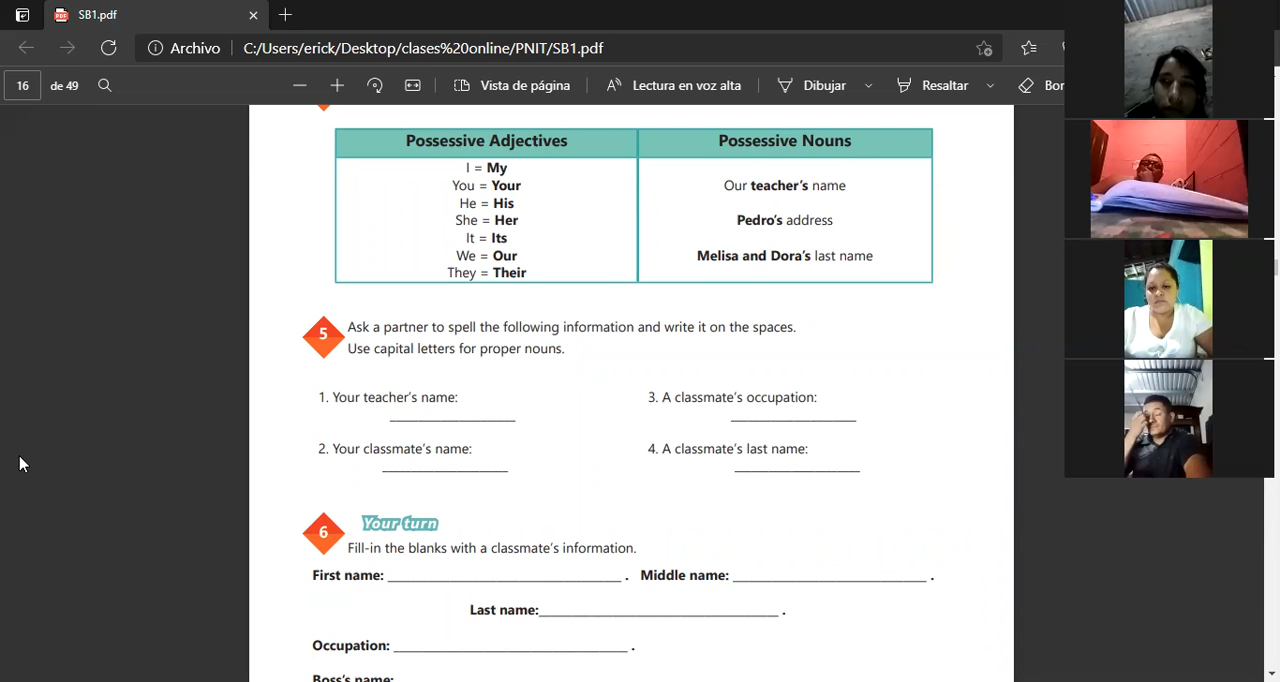 SB1.pdf
Archivo C:/Users/erick/Desktop/clases%20online/PNIT/SB1.pdf
16 de 49 Vista de página Lectura en voz alta Dibujar Resaltar Bor
Possessive Adjectives Possessive Nouns
I = My
You = Your
He = His
She = Her
It = Its
We = Our
They = Their
Our teacher's name
Pedro's address
Melisa and Dora's last name
5 Ask a partner to spell the following information and write it on the spaces.
Use capital letters for proper nouns.
1. Your teacher's name:
2. Your classmate's name:
3. A classmate's occupation:
4. A classmate's last name:
6 Your turn
Fill-in the blanks with a classmate's information.
First name: . Middle name: .
Last name: .
Occupation: .
Boss's name: